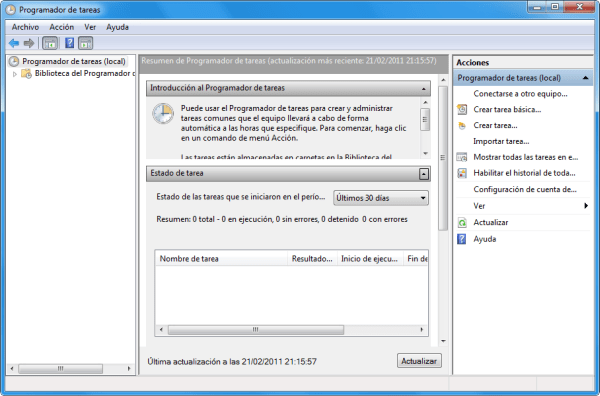 Programador de tareas
Archivo Acción Ver Ayuda
Programador de tareas (local)
Biblioteca del Programador d
Resumen de Programador de tareas (actualización más reciente: 21/02/2011 21:15:57)
Introducción al Programador de tareas
Puede usar el Programador de tareas para crear y administrar
tareas comunes que el equipo llevará a cabo de forma
automática a las horas que especifique. Para comenzar, haga clic
en un comando de menú Acción.
Las tareas están almacenadas en carpetas en la Biblioteca del
Estado de tarea
Estado de las tareas que se iniciaron en el perío... Últimos 30 días
Resumen: 0 total - 0 en ejecución, 0 sin errores, 0 detenido 0 con errores
Nombre de tarea Resultado... Inicio de ejecu... Fin de
Última actualización a las 21/02/2011 21:15:57 Actualizar
Acciones
Programador de tareas (local)
Conectarse a otro equipo...
Crear tarea básica...
Crear tarea...
Importar tarea...
Mostrar todas las tareas en e...
Habilitar el historial de toda...
Configuración de cuenta de...
Ver
Actualizar
Ayuda